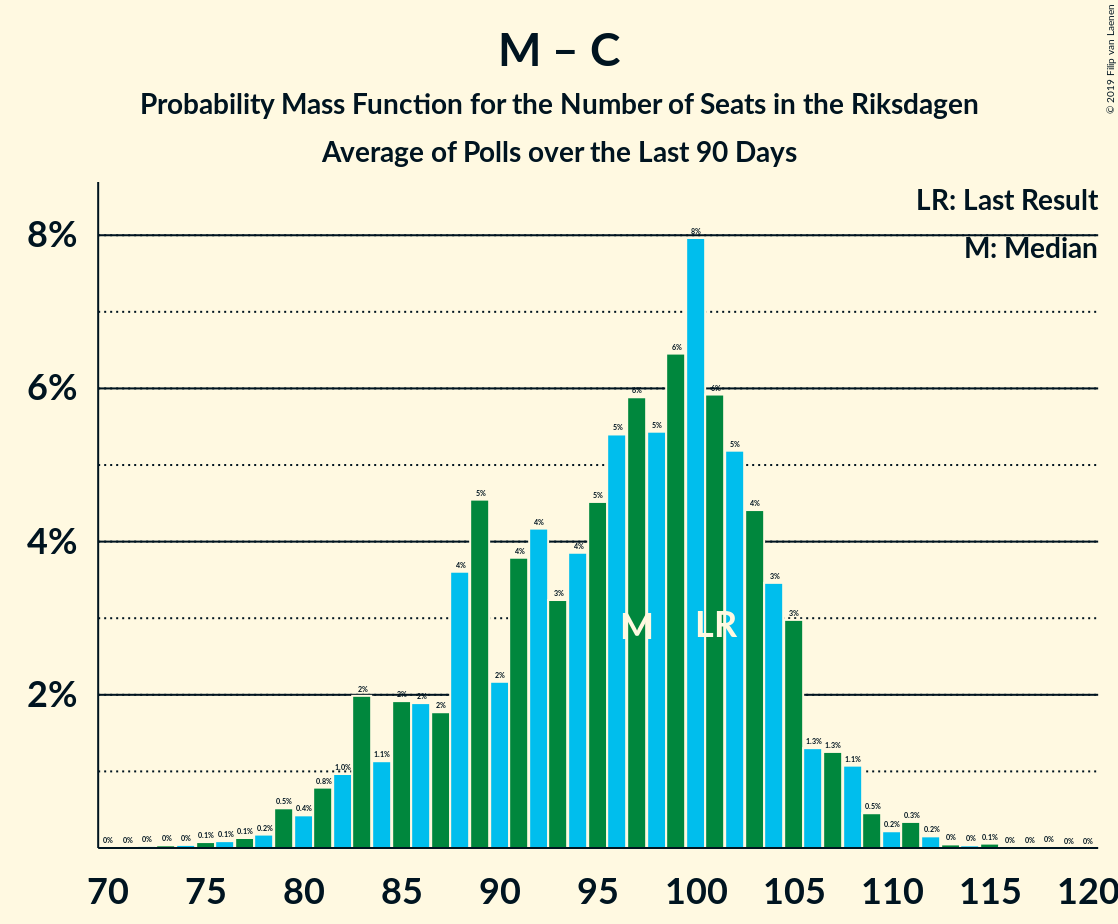 © 2019 Filip van Laenen
M – C
Probability Mass Function for the Number of Seats in the Riksdagen
Average of Polls over the Last 90 Days
LR: Last Result
M: Median
8%
6%
4%
2%
0% 0% 0% 0% 0% 0.1% 0.1% 0.1% 0.2% 0.5% 0.4% 0.8% 1.0% 2% 1.1% 2% 2% 2% 4% 5% 2% 4% 4% 3% 4% 5% 5% 6% 5% 6% 8% 6% 5% 4% 3% 3% 1.3% 1.3% 1.1% 0.5% 0.2% 0.3% 0.2% 0% 0% 0.1% 0% 0% 0% 0% 0%
M LR
70 75 80 85 90 95 100 105 110 115 120